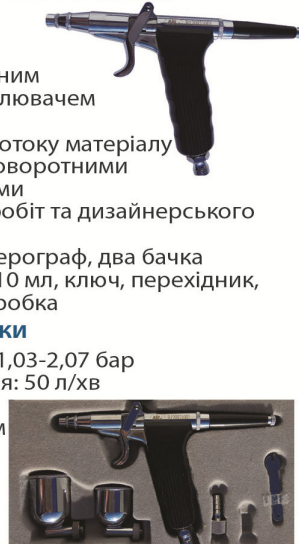 ним
лювачем
отоку матеріалу
оворотними
ми
робіт та дизайнерського
ерограф, два бачка
10 мл, ключ, перехідник,
робка
ки
1,03-2,07 бар
я: 50 л/хв
м